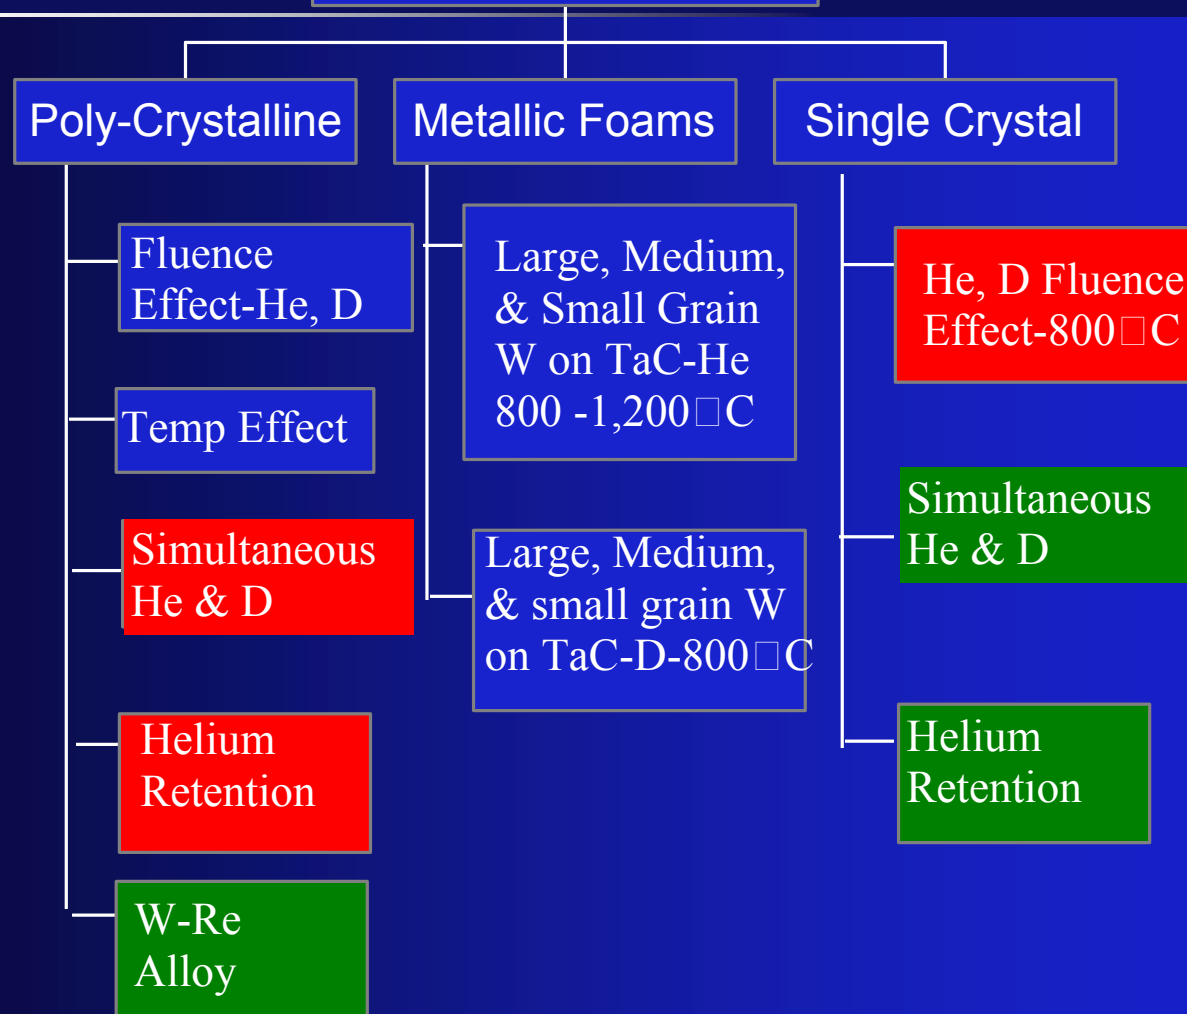 Poly-Crystalline
Fluence
Effect-He, D
Temp Effect
Simultaneous
He & D
Helium
Retention
W-Re
Alloy
Metallic Foams
Large, Medium,
& Small Grain
W on TaC-He
800 -1,200□C
Large, Medium,
& small grain W
on TaC-D-800□C
Single Crystal
He, D Fluence
Effect-800□C
Simultaneous
He & D
Helium
Retention